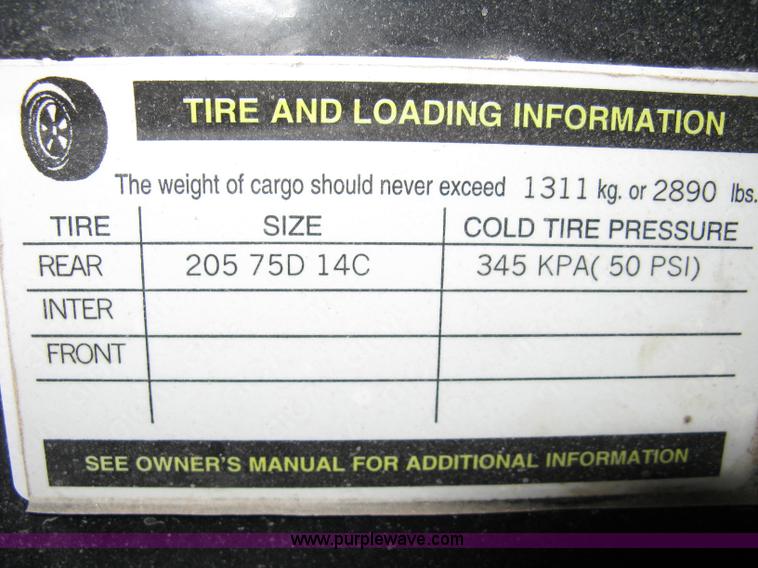 TIRE AND LOADING INFORMATION
The weight of cargo should never exceed 1311 kg. or 2890 lbs.
TIRE SIZE COLD TIRE PRESSURE
REAR 205 75D 14C 345 KPA( 50 PSI)
INTER
FRONT
SEE OWNER'S MANUAL FOR ADDITIONAL INFORMATION
www.purplewave.com